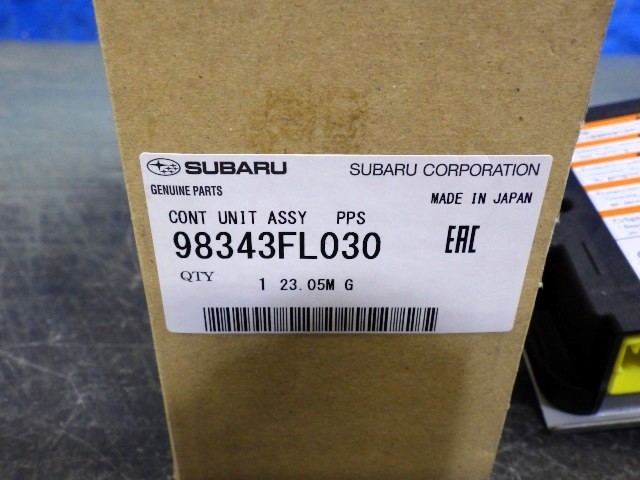 SUBARU SUBARU CORPORATION
GENUINE PARTS
MADE IN JAPAN
CONT UNIT ASSY PPS
98343FL030 EAC
QTY 1 23.05M G